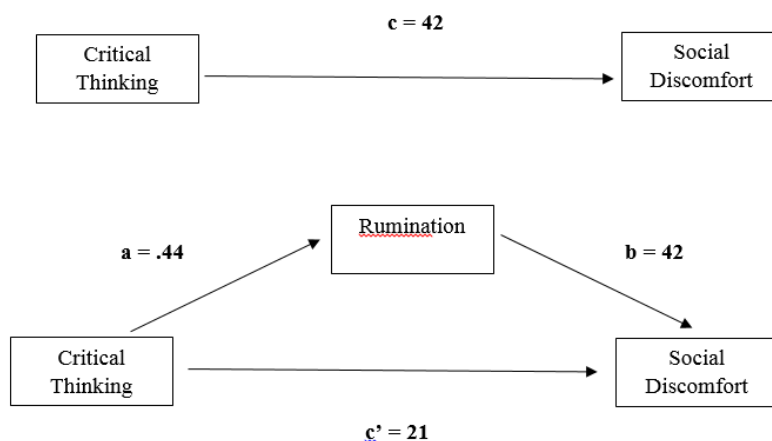 c = 42
Critical
Thinking
Social
Discomfort
Rumination
a = .44
b = 42
Critical
Thinking
Social
Discomfort
c’ = 21